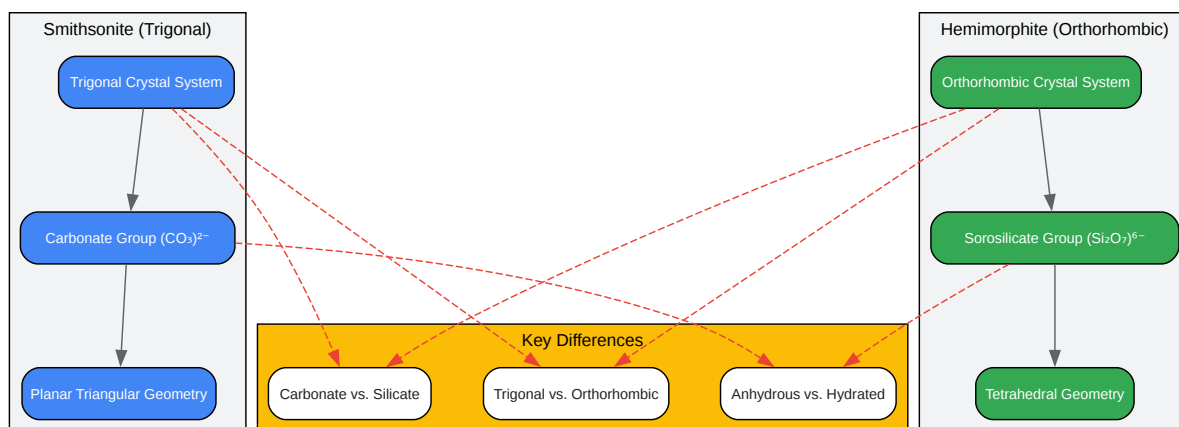 Smithsonite (Trigonal)
Trigonal Crystal System
Carbonate Group (CO₃)²⁻
Planar Triangular Geometry
Key Differences
Carbonate vs. Silicate
Trigonal vs. Orthorhombic
Anhydrous vs. Hydrated
Hemimorphite (Orthorhombic)
Orthorhombic Crystal System
Sorosilicate Group (Si₂O₇)⁶⁻
Tetrahedral Geometry